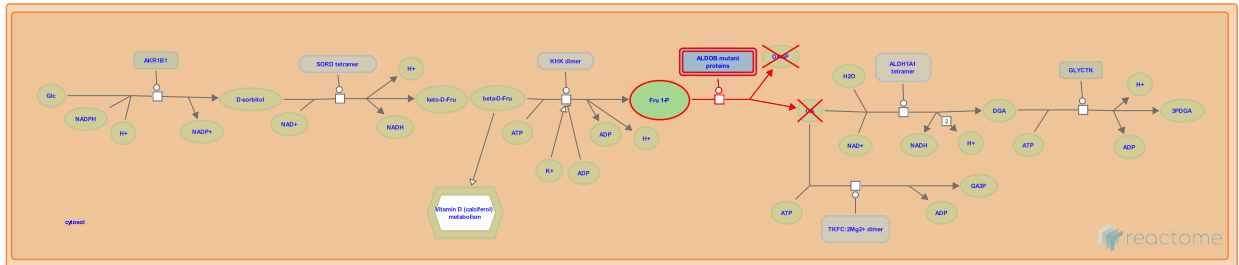 AKR1B1
SORD tetramer
KHK dimer
ALDOB mutant
proteins
ALDH1A1
tetramer
GLYCTK
Glc
NADPH
H+
NADP+
D-sorbitol
NAD+
H+
NADH
keto-D-Fru
beta-D-Fru
ATP
K+
ADP
ADP
H+
Fru 1-P
H2O
NAD+
NADH
2
H+
DGA
ATP
H+
ADP
3PDGA
Vitamin D (calciferol)
metabolism
ATP
TKFC:2Mg2+ dimer
ADP
GA3P
cytosol
reactome